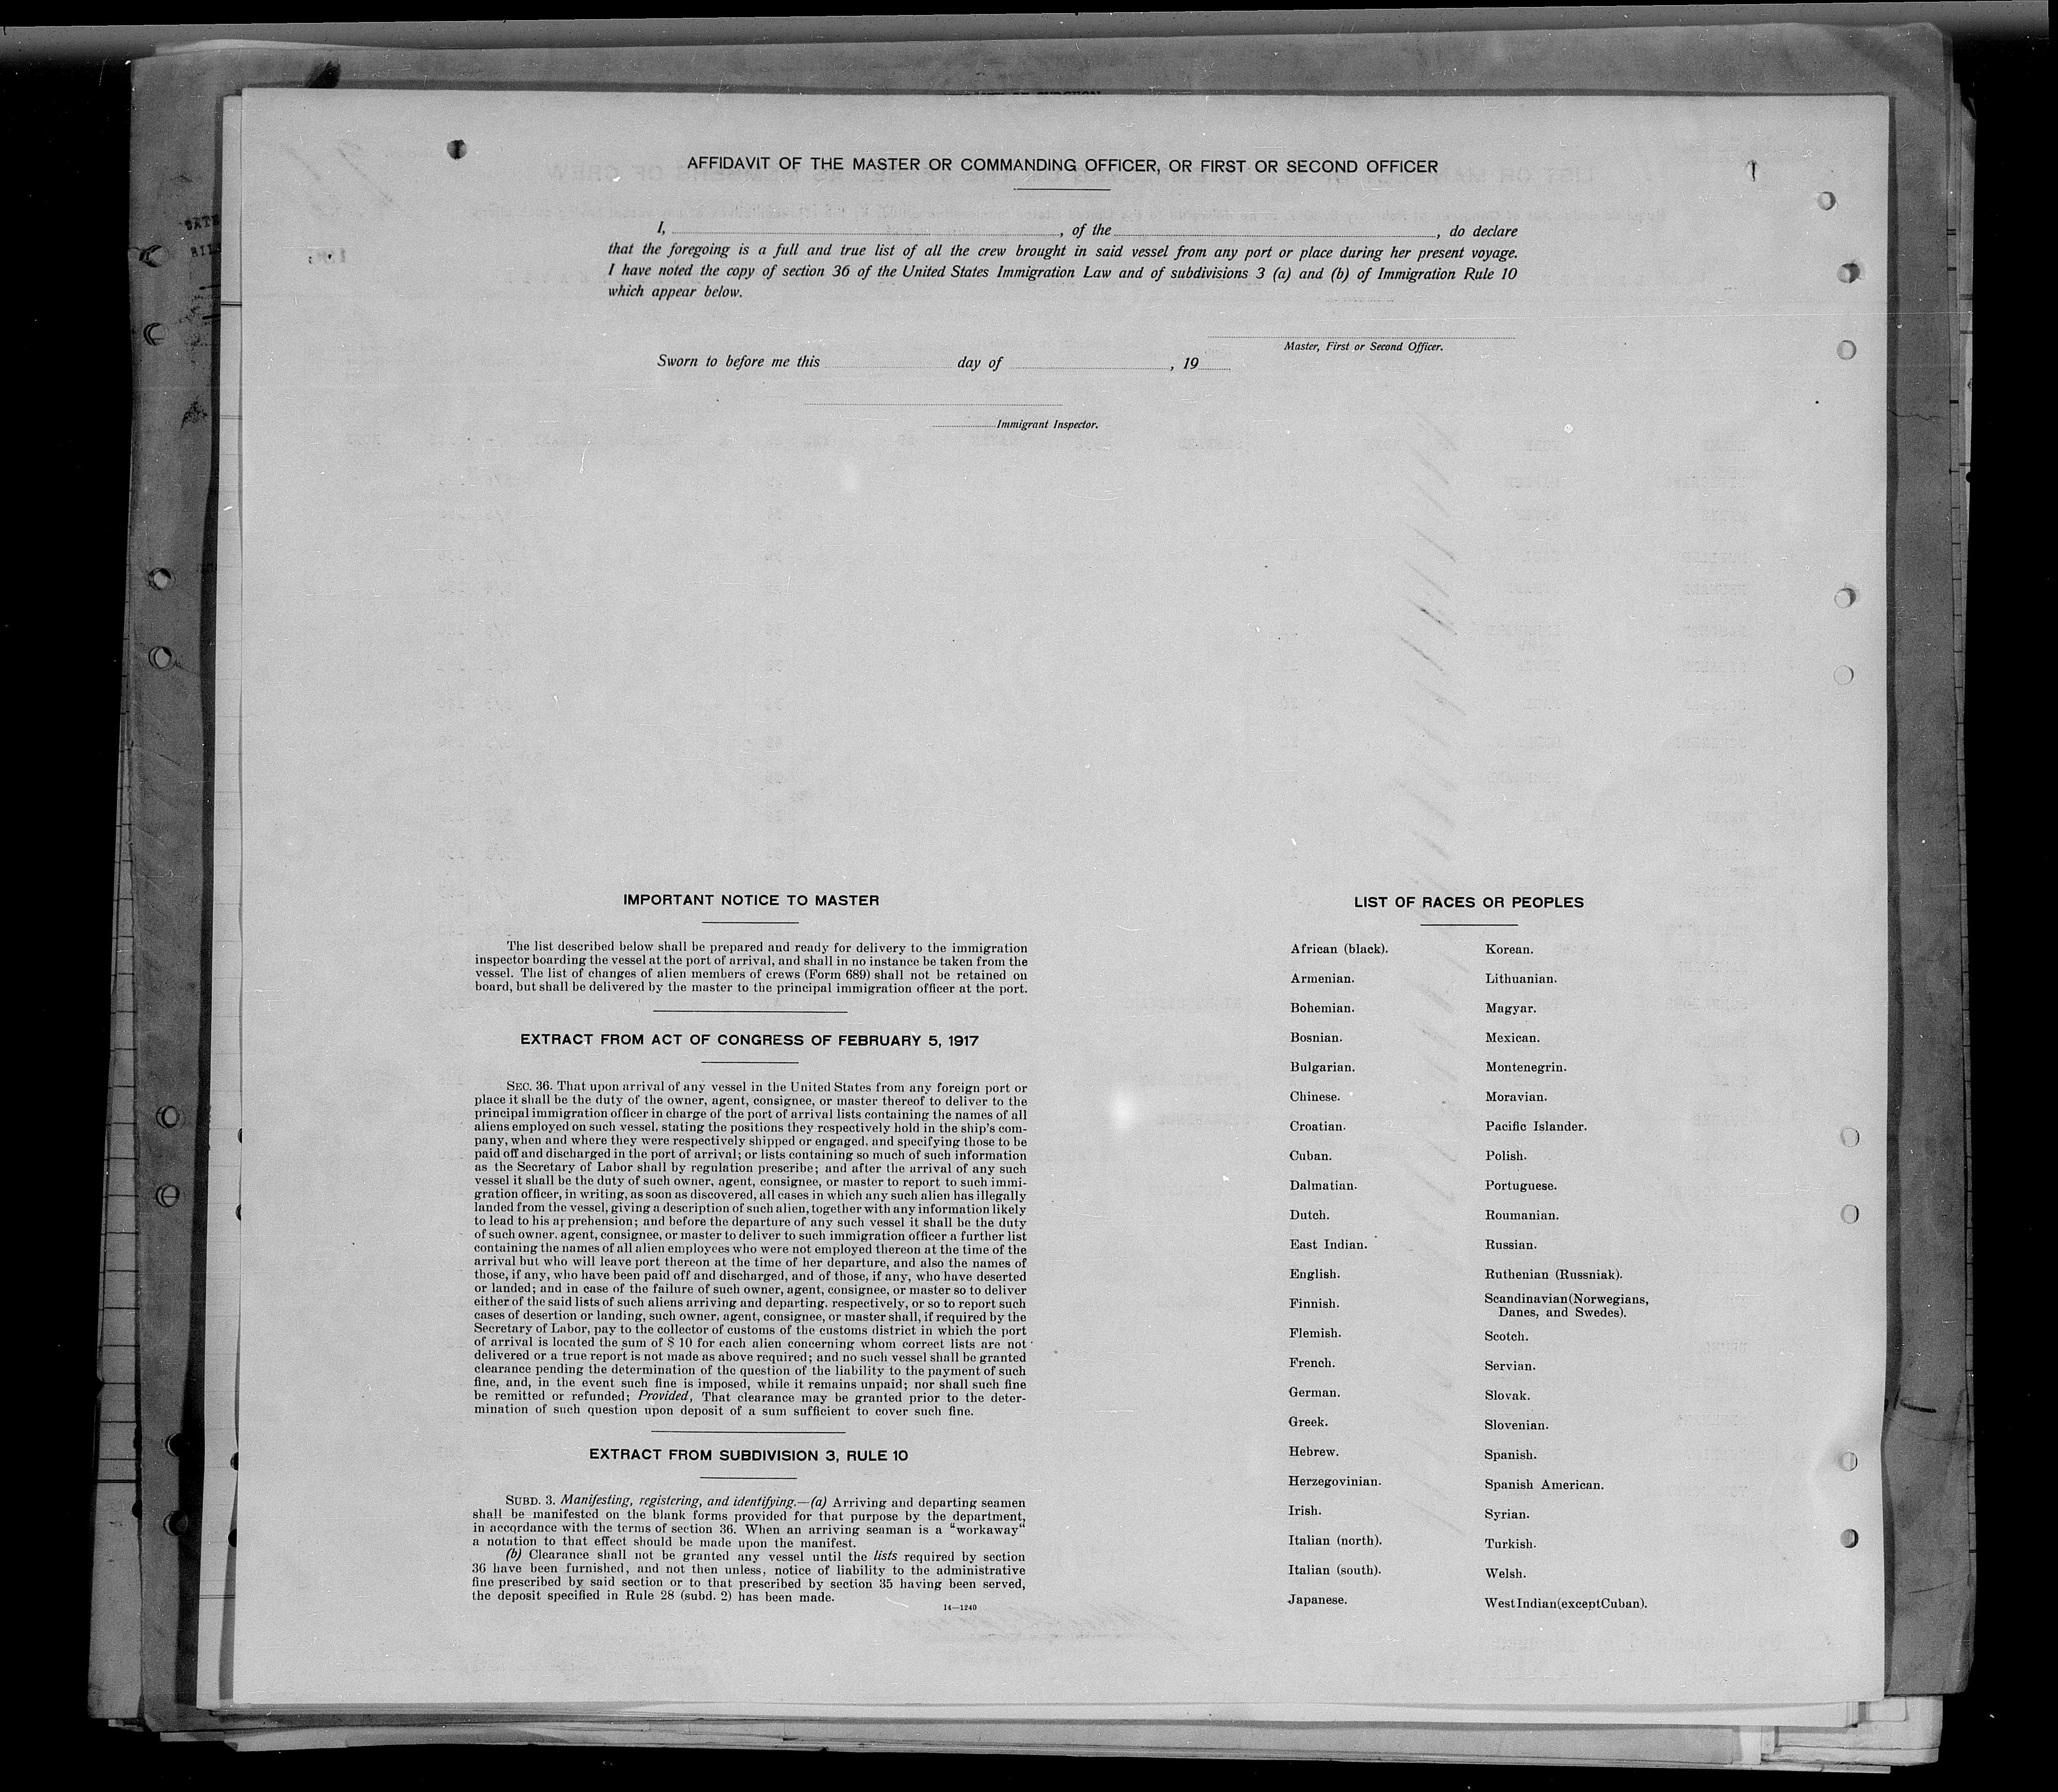 AFFIDAVIT OF THE MASTER OR COMMANDING OFFICER, OR FIRST OR SECOND OFFICER
I, , of the , do declare
that the foregoing is a full and true list of all the crew brought in said vessel from any port or place during her present voyage.
I have noted the copy of section 36 of the United States Immigration Law and of subdivisions 3 (a) and (b) of Immigration Rule 10
which appear below.
Master, First or Second Officer.
Sworn to before me this day of , 19
Immigrant Inspector.
IMPORTANT NOTICE TO MASTER
The list described below shall be prepared and ready for delivery to the immigration
inspector boarding the vessel at the port of arrival, and shall in no instance be taken from the
vessel. The list of changes of alien members of crews (Form 689) shall not be retained on
board, but shall be delivered by the master to the principal immigration officer at the port.
EXTRACT FROM ACT OF CONGRESS OF FEBRUARY 5, 1917
SEC. 36. That upon arrival of any vessel in the United States from any foreign port or
place it shall be the duty of the owner, agent, consignee, or master thereof to deliver to the
principal immigration officer in charge of the port of arrival lists containing the names of all
aliens employed on such vessel, stating the positions they respectively hold in the ship's com-
pany, when and where they were respectively shipped or engaged, and specifying those to be
paid off and discharged in the port of arrival; or lists containing so much of such information
as the Secretary of Labor shall by regulation prescribe; and after the arrival of any such
vessel it shall be the duty of such owner, agent, consignee, or master to report to such immi-
gration officer, in writing, as soon as discovered, all cases in which any such alien has illegally
landed from the vessel, giving a description of such alien, together with any information likely
to lead to his apprehension; and before the departure of any such vessel it shall be the duty
of such owner, agent, consignee, or master to deliver to such immigration officer a further list
containing the names of all alien employees who were not employed thereon at the time of the
arrival but who will leave port thereon at the time of her departure, and also the names of
those, if any, who have been paid off and discharged, and of those, if any, who have deserted
or landed; and in case of the failure of such owner, agent, consignee, or master so to deliver
either of the said lists of such aliens arriving and departing, respectively, or so to report such
cases of desertion or landing, such owner, agent, consignee, or master shall, if required by the
Secretary of Labor, pay to the collector of customs of the customs district in which the port
of arrival is located the sum of $ 10 for each alien concerning whom correct lists are not
delivered or a true report is not made as above required; and no such vessel shall be granted
clearance pending the determination of the question of the liability to the payment of such
fine, and, in the event such fine is imposed, while it remains unpaid; nor shall such fine
be remitted or refunded; Provided, That clearance may be granted prior to the deter-
mination of such question upon deposit of a sum sufficient to cover such fine.
EXTRACT FROM SUBDIVISION 3, RULE 10
SUBD. 3. Manifesting, registering, and identifying.—(a) Arriving and departing seamen
shall be manifested on the blank forms provided for that purpose by the department,
in accordance with the terms of section 36. When an arriving seaman is a "workaway"
a notation to that effect should be made upon the manifest.
(b) Clearance shall not be granted any vessel until the lists required by section
36 have been furnished, and not then unless, notice of liability to the administrative
fine prescribed by said section or to that prescribed by section 35 having been served,
the deposit specified in Rule 28 (subd. 2) has been made.
14—1240
LIST OF RACES OR PEOPLES
African (black).
Armenian.
Bohemian.
Bosnian.
Bulgarian.
Chinese.
Croatian.
Cuban.
Dalmatian.
Dutch.
East Indian.
English.
Finnish.
Flemish.
French.
German.
Greek.
Hebrew.
Herzegovinian.
Irish.
Italian (north).
Italian (south).
Japanese.
Korean.
Lithuanian.
Magyar.
Mexican.
Montenegrin.
Moravian.
Pacific Islander.
Polish.
Portuguese.
Roumanian.
Russian.
Ruthenian (Russniak).
Scandinavian (Norwegians,
Danes, and Swedes).
Scotch.
Servian.
Slovak.
Slovenian.
Spanish.
Spanish American.
Syrian.
Turkish.
Welsh.
West Indian (except Cuban).